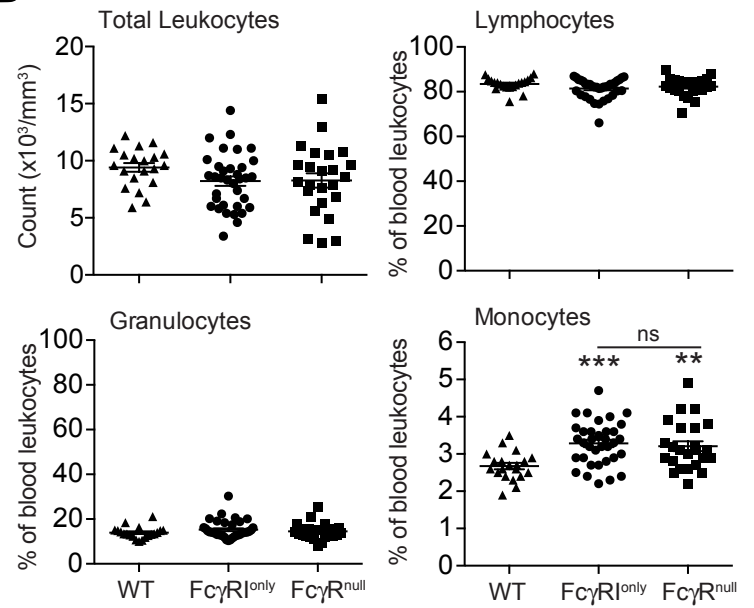 Total Leukocytes
Count (x10³/mm³)
20
15
10
5
0
Lymphocytes
% of blood leukocytes
100
80
60
40
20
0
Granulocytes
% of blood leukocytes
100
80
60
40
20
0
WT FcγRIᵒⁿˡʸ FcγRⁿᵘˡˡ
Monocytes
% of blood leukocytes
6
5
4
3
2
1
0
ns
*** **
WT FcγRIᵒⁿˡʸ FcγRⁿᵘˡˡ